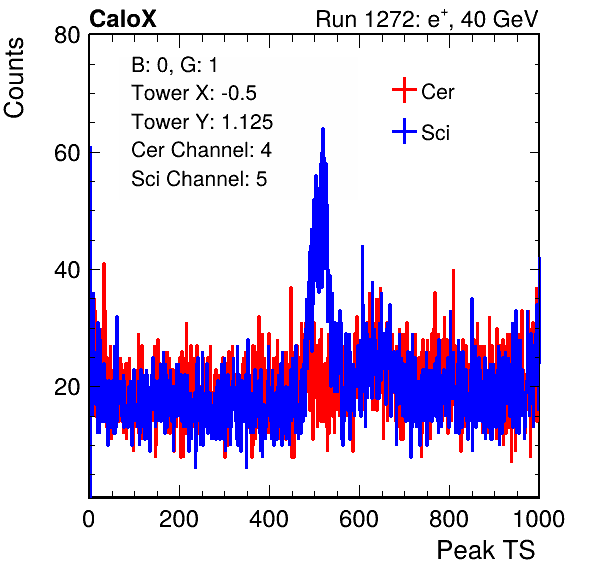 CaloX
Run 1272: e+, 40 GeV
Counts
80
60
40
20
B: 0, G: 1
Tower X: -0.5
Tower Y: 1.125
Cer Channel: 4
Sci Channel: 5
Cer
Sci
0
200
400
600
800
1000
Peak TS